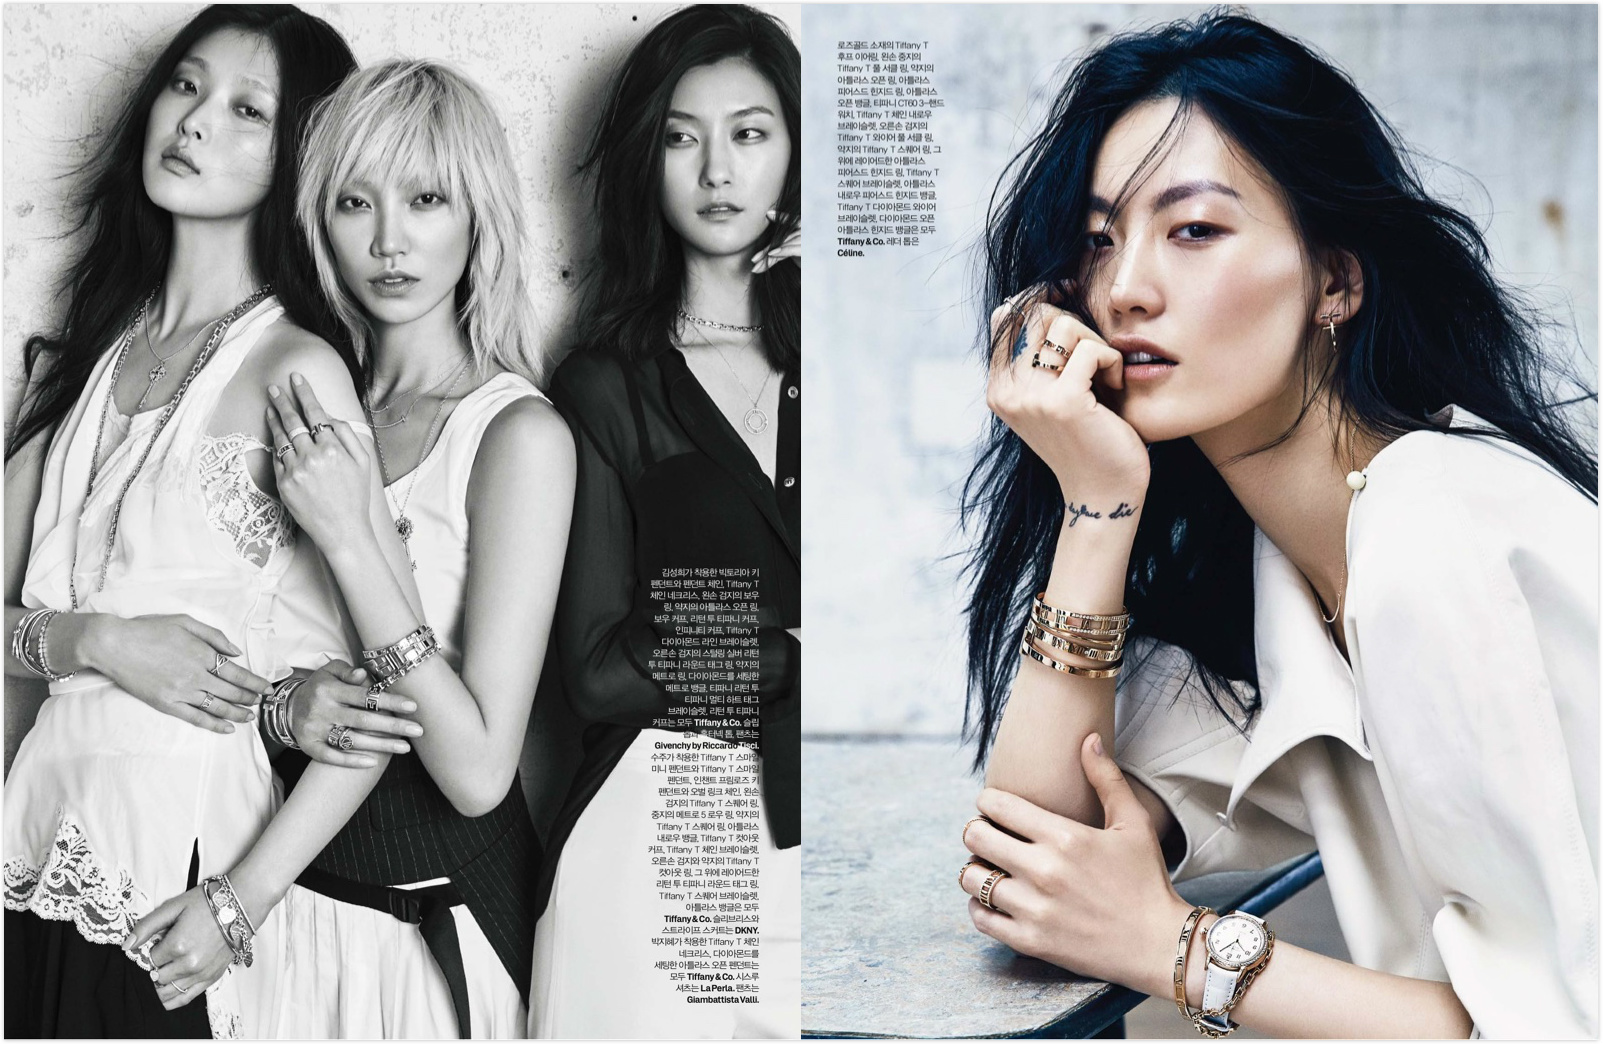 김성희가 착용한 빅토리아 키
펜던트와 펜던트 체인, Tiffany T
체인 네크리스, 왼손 검지의 보우
링, 약지의 아틀라스 오픈 링,
보우 커프, 리턴 투 티파니 커프,
인피니티 커프, Tiffany T
다이아몬드 라인 브레이슬렛,
오른손 검지의 스털링 실버 리턴
투 티파니 라운드 태그 링, 약지의
메트로 링, 다이아몬드를 세팅한
메트로 뱅글, 티파니 리턴 투
티파니 멀티 하트 태그
브레이슬렛, 리턴 투 티파니
커프는 모두 Tiffany & Co. 슬립
홀터넥 톱, 팬츠는
Givenchy by Riccardo Tisci.
수주가 착용한 Tiffany T 스마일
미니 펜던트와 Tiffany T 스마일
펜던트, 인챈트 프림로즈 키
펜던트와 오벌 링크 체인, 왼손
검지의 Tiffany T 스퀘어 링,
중지의 메트로 5 로우 링, 약지의
Tiffany T 스퀘어 링, 아틀라스
내로우 뱅글, Tiffany T 컷아웃
커프, Tiffany T 체인 브레이슬렛,
오른손 검지와 약지의 Tiffany T
컷아웃 링, 그 위에 레이어드한
리턴 투 티파니 라운드 태그 링,
Tiffany T 스퀘어 브레이슬렛,
아틀라스 뱅글은 모두
Tiffany & Co. 슬리브리스와
스트라이프 스커트는 DKNY.
박지혜가 착용한 Tiffany T 체인
네크리스, 다이아몬드를
세팅한 아틀라스 오픈 펜던트는
모두 Tiffany & Co. 시스루
셔츠는 La Perla. 팬츠는
Giambattista Valli.
로즈골드 소재의 Tiffany T
후프 이어링, 왼손 중지의
Tiffany T 풀 서클 링, 약지의
아틀라스 오픈 링, 아틀라스
피어스드 힌지드 링, 아틀라스
오픈 뱅글, 티파니 CT60 3-핸드
워치, Tiffany T 체인 내로우
브레이슬렛, 오른손 검지의
Tiffany T 와이어 풀 서클 링,
약지의 Tiffany T 스퀘어 링, 그
위에 레이어드한 아틀라스
피어스드 힌지드 링, Tiffany T
스퀘어 브레이슬렛, 아틀라스
내로우 피어스드 힌지드 뱅글,
Tiffany T 다이아몬드 와이어
브레이슬렛, 다이아몬드 오픈
아틀라스 힌지드 뱅글은 모두
Tiffany & Co. 레더 톱은
Céline.
die